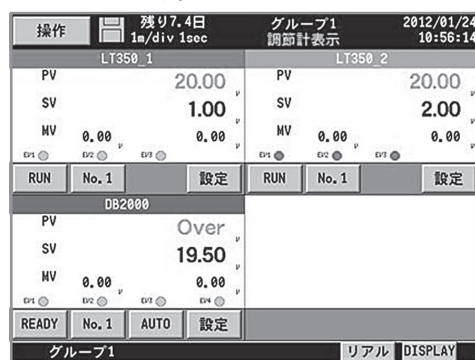 操作 残り7.4日 グループ1 2012/01/24
1m/div 1sec 調節計表示 10:56:14
LT350_1
PV 20.00
SV 1.00
MV 0.00 0.00
EV1 EV2 EV3
RUN No.1 設定
LT350_2
PV 20.00
SV 2.00
MV 0.00 0.00
EV1 EV2 EV3
RUN No.1 設定
DB2000
PV Over
SV 19.50
MV 0.00 0.00
EV1 EV2 EV3 EV4
READY No.1 AUTO 設定
グループ1 リアル DISPLAY